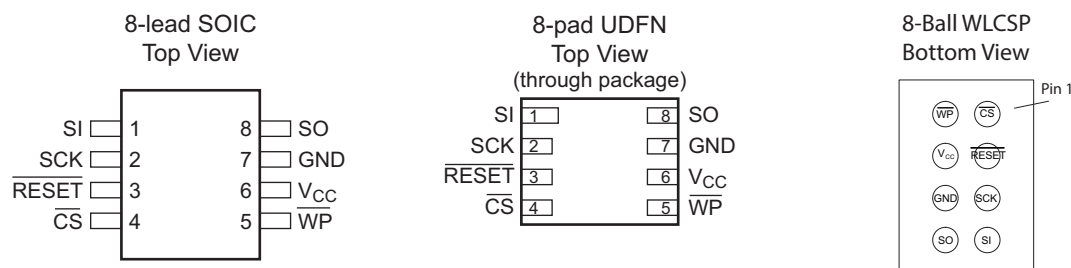 8-lead SOIC
Top View
SI 1 8 SO
SCK 2 7 GND
RESET 3 6 VCC
CS 4 5 WP
8-pad UDFN
Top View
(through package)
SI 1 8 SO
SCK 2 7 GND
RESET 3 6 VCC
CS 4 5 WP
8-Ball WLCSP
Bottom View
Pin 1
WP CS
VCC RESET
GND SCK
SO SI